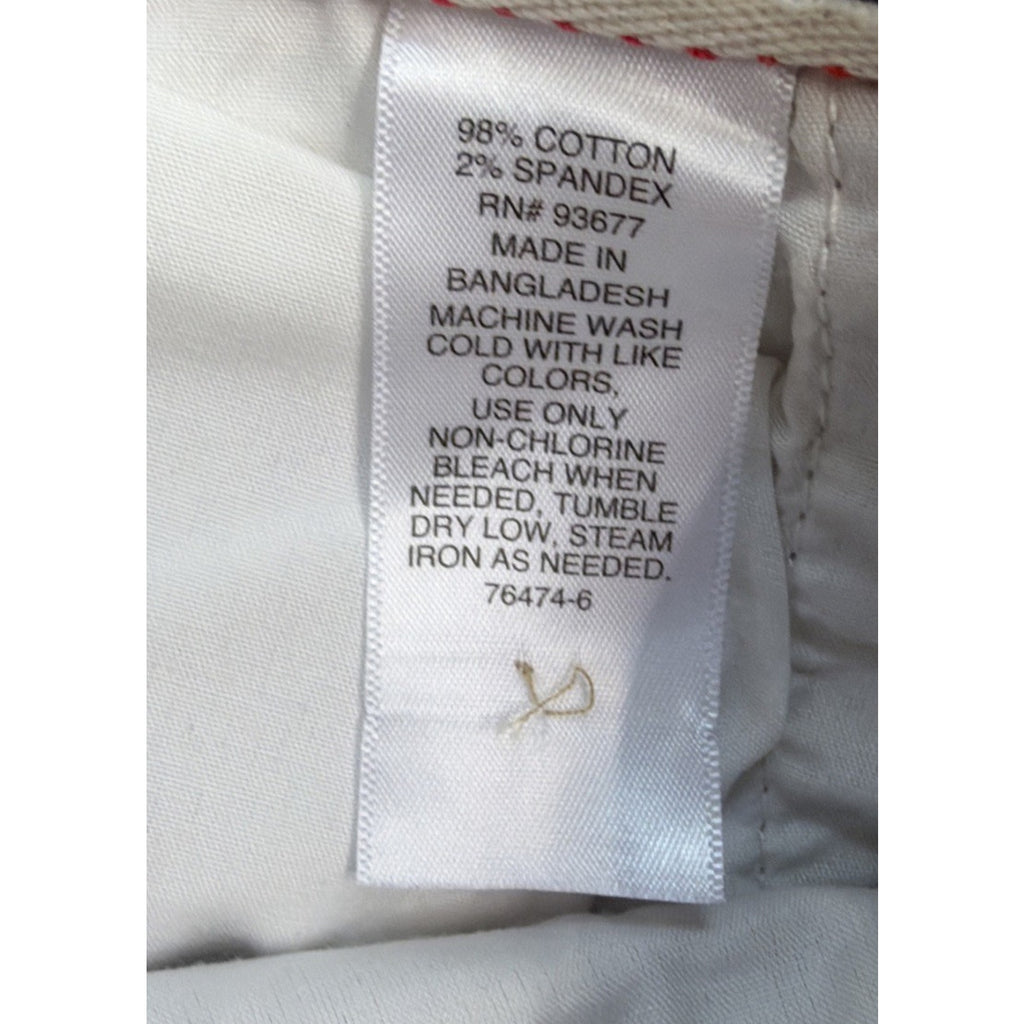 98% COTTON
2% SPANDEX
RN# 93677
MADE IN
BANGLADESH
MACHINE WASH
COLD WITH LIKE
COLORS,
USE ONLY
NON-CHLORINE
BLEACH WHEN
NEEDED, TUMBLE
DRY LOW, STEAM
IRON AS NEEDED.
76474-6